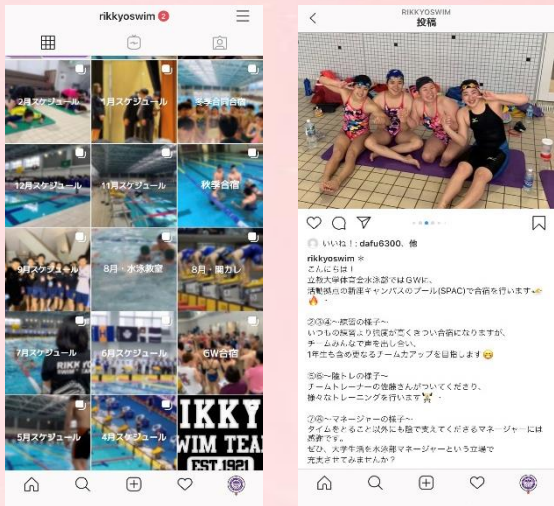 rikkyoswim 2
2月スケジュール
1月スケジュール
冬季合同合宿
12月スケジュール
11月スケジュール
秋季合宿
9月スケジュール
8月・水泳教室
8月・関カレ
7月スケジュール
6月スケジュール
GW合宿
5月スケジュール
4月スケジュール
IKKY
WIM TEA
EST.1921
RIKKYOSWIM
投稿
いいね!: dafu6300、他
rikkyoswim
こんにちは!
立教大学体育会水泳部ではGWに、
活動拠点の新座キャンパスのプール(SPAC)で合宿を行います
②③④〜練習の様子〜
いつもの練習より強度が高くきつい合宿になりますが、
チームみんなで声を出し合い、
1年生も含め更なるチーム力アップを目指します
⑤⑥〜陸トレの様子〜
チームトレーナーの佐藤さんがついてくださり、
様々なトレーニングを行います
⑦⑧〜マネージャーの様子〜
タイムをとること以外にも陰で支えてくださるマネージャーには
感謝です。
ぜひ、大学生活を水泳部マネージャーという立場で
充実させてみませんか?